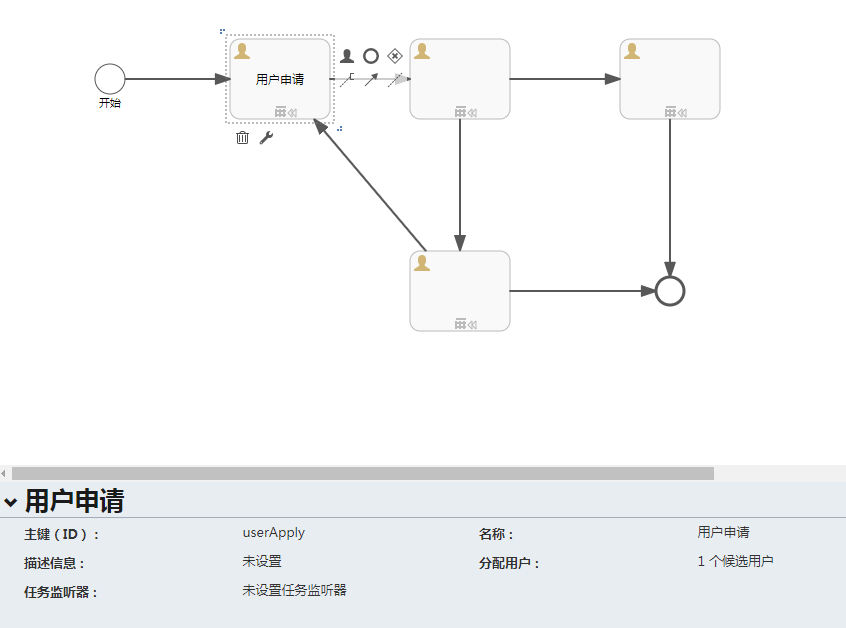 用户申请
开始
用户申请
主键（ID）： userApply 名称： 用户申请
描述信息： 未设置 分配用户： 1 个候选用户
任务监听器： 未设置任务监听器